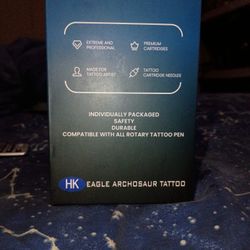 EXTREME AND
PROFESSIONAL
PREMIUM
CARTRIDGES
MADE FOR
TATTOO ARTIST
TATTOO
CARTRIDGE NEEDLES
INDIVIDUALLY PACKAGED
SAFETY
DURABLE
COMPATIBLE WITH ALL ROTARY TATTOO PEN
HK EAGLE ARCHOSAUR TATTOO